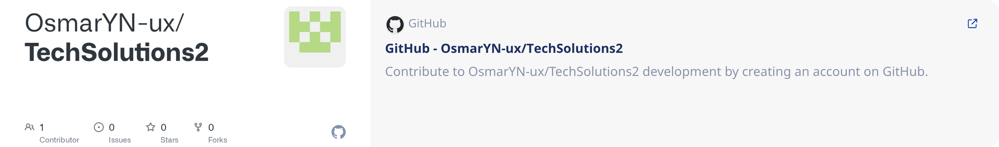 OsmarYN-ux/
TechSolutions2
1
Contributor
0
Issues
0
Stars
0
Forks
GitHub
GitHub - OsmarYN-ux/TechSolutions2
Contribute to OsmarYN-ux/TechSolutions2 development by creating an account on GitHub.